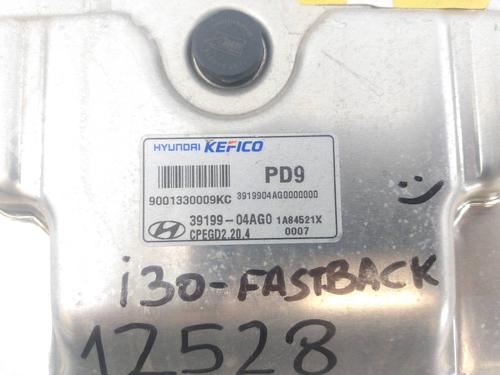 HYUNDAI KEFICO
PD9
9001330009KC 3919904AG0000000
39199-04AG0 1A84521X
CPEGD2.20.4 0007
i30-FASTBACK
12528